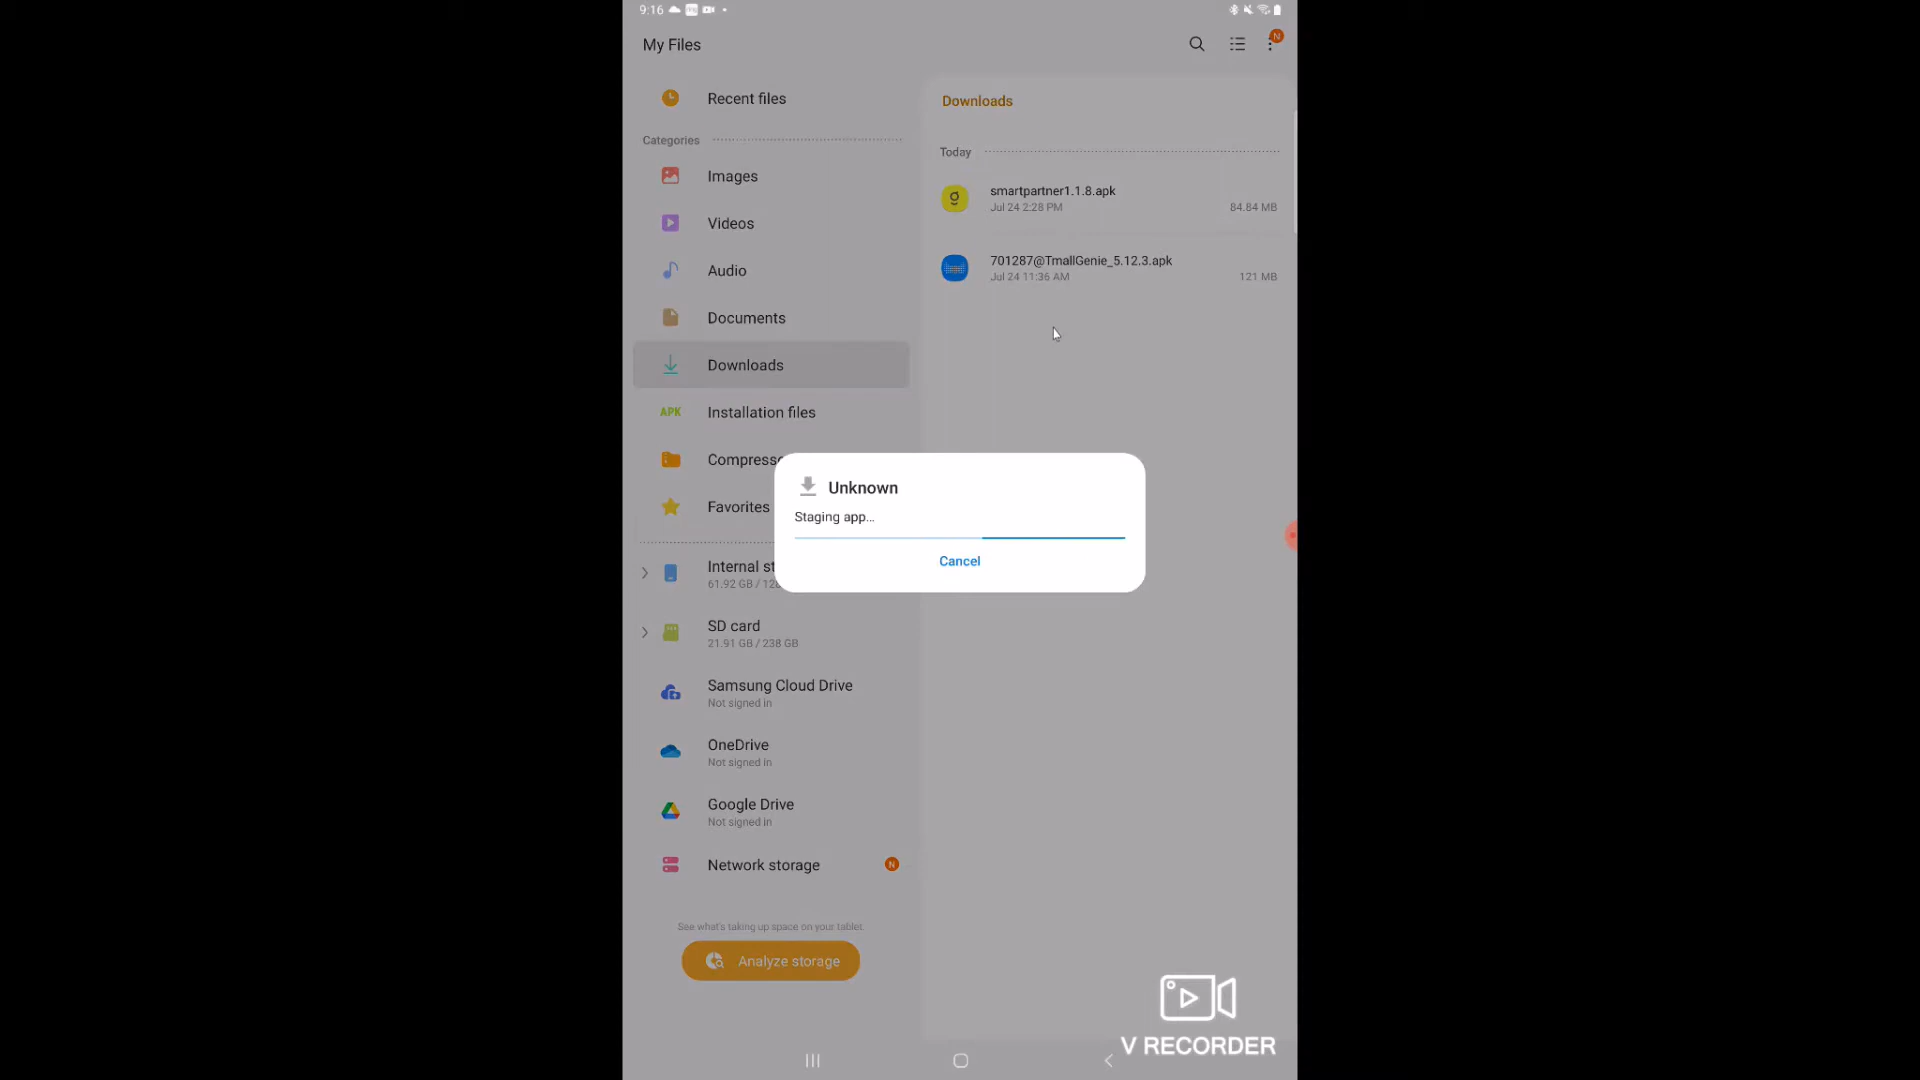 9:16
My Files
N
Recent files
Categories
Images
Videos
Audio
Documents
Downloads
APK
Installation files
Compresse
Favorites
Internal st
61.92 GB / 12
SD card
21.91 GB / 238 GB
Samsung Cloud Drive
Not signed in
OneDrive
Not signed in
Google Drive
Not signed in
Network storage
N
See what's taking up space on your tablet.
Analyze storage
Downloads
Today
smartpartner1.1.8.apk
Jul 24 2:28 PM
84.84 MB
701287@TmallGenie_5.12.3.apk
Jul 24 11:36 AM
121 MB
Unknown
Staging app...
Cancel
V RECORDER